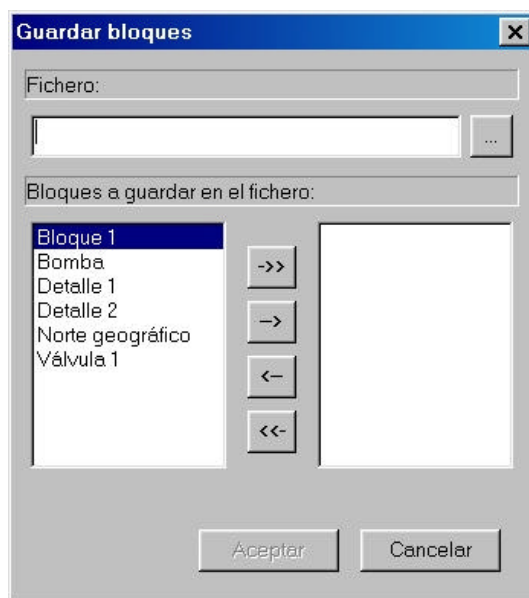 Guardar bloques
Fichero:
...
Bloques a guardar en el fichero:
Bloque 1
Bomba
Detalle 1
Detalle 2
Norte geográfico
Válvula 1
->>
-->
<--
<<-
Aceptar
Cancelar